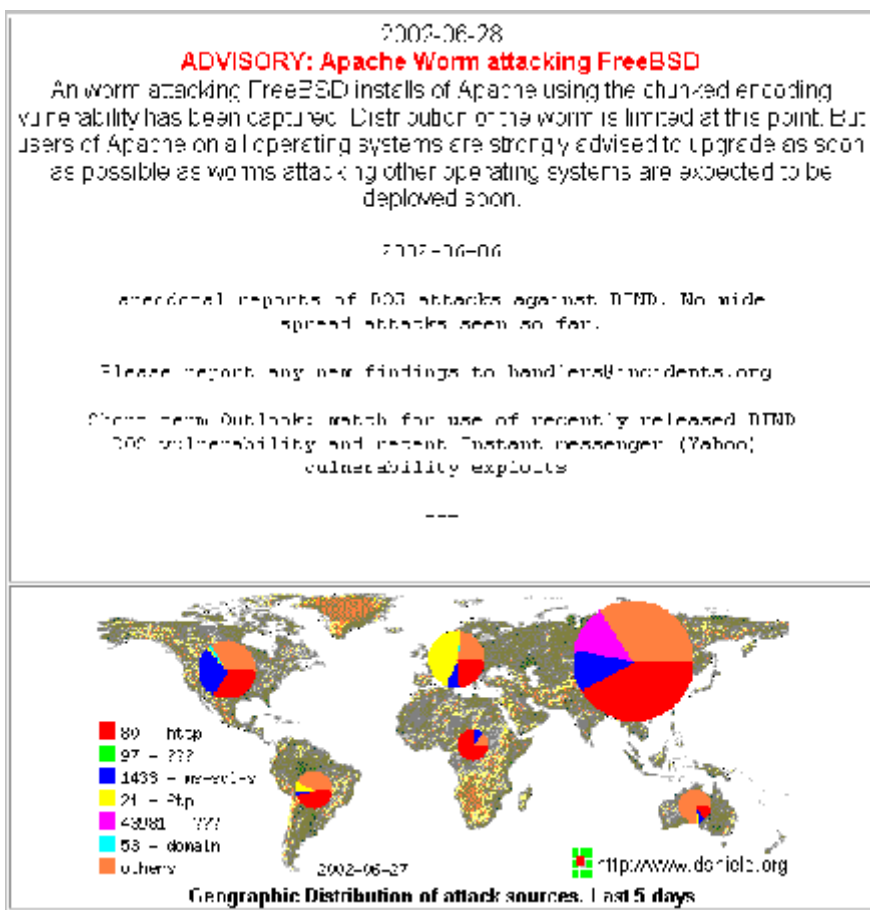 2002-06-28
ADVISORY: Apache Worm attacking FreeBSD
An worm attacking FreeBSD installs of Apache using the chunked encoding
vulnerability has been captured. Distribution of the worm is limited at this point. But
users of Apache on all operating systems are strongly advised to upgrade as soon
as possible as worms attacking other operating systems are expected to be
deployed soon.
2002-06-06
anecdotal reports of DOS attacks against BIND. No wide
spread attacks seen so far.
Please report any new findings to handlers@incidents.org
Short term Outlook: watch for use of recently released BIND
DOS vulnerability and recent Instant messenger (Yahoo)
vulnerability exploits
---
80 - http
97 - ???
1433 - ms-sql-s
21 - ftp
43981 - ???
53 - domain
others
2002-06-27
http://www.dshield.org
Geographic Distribution of attack sources. Last 5 days